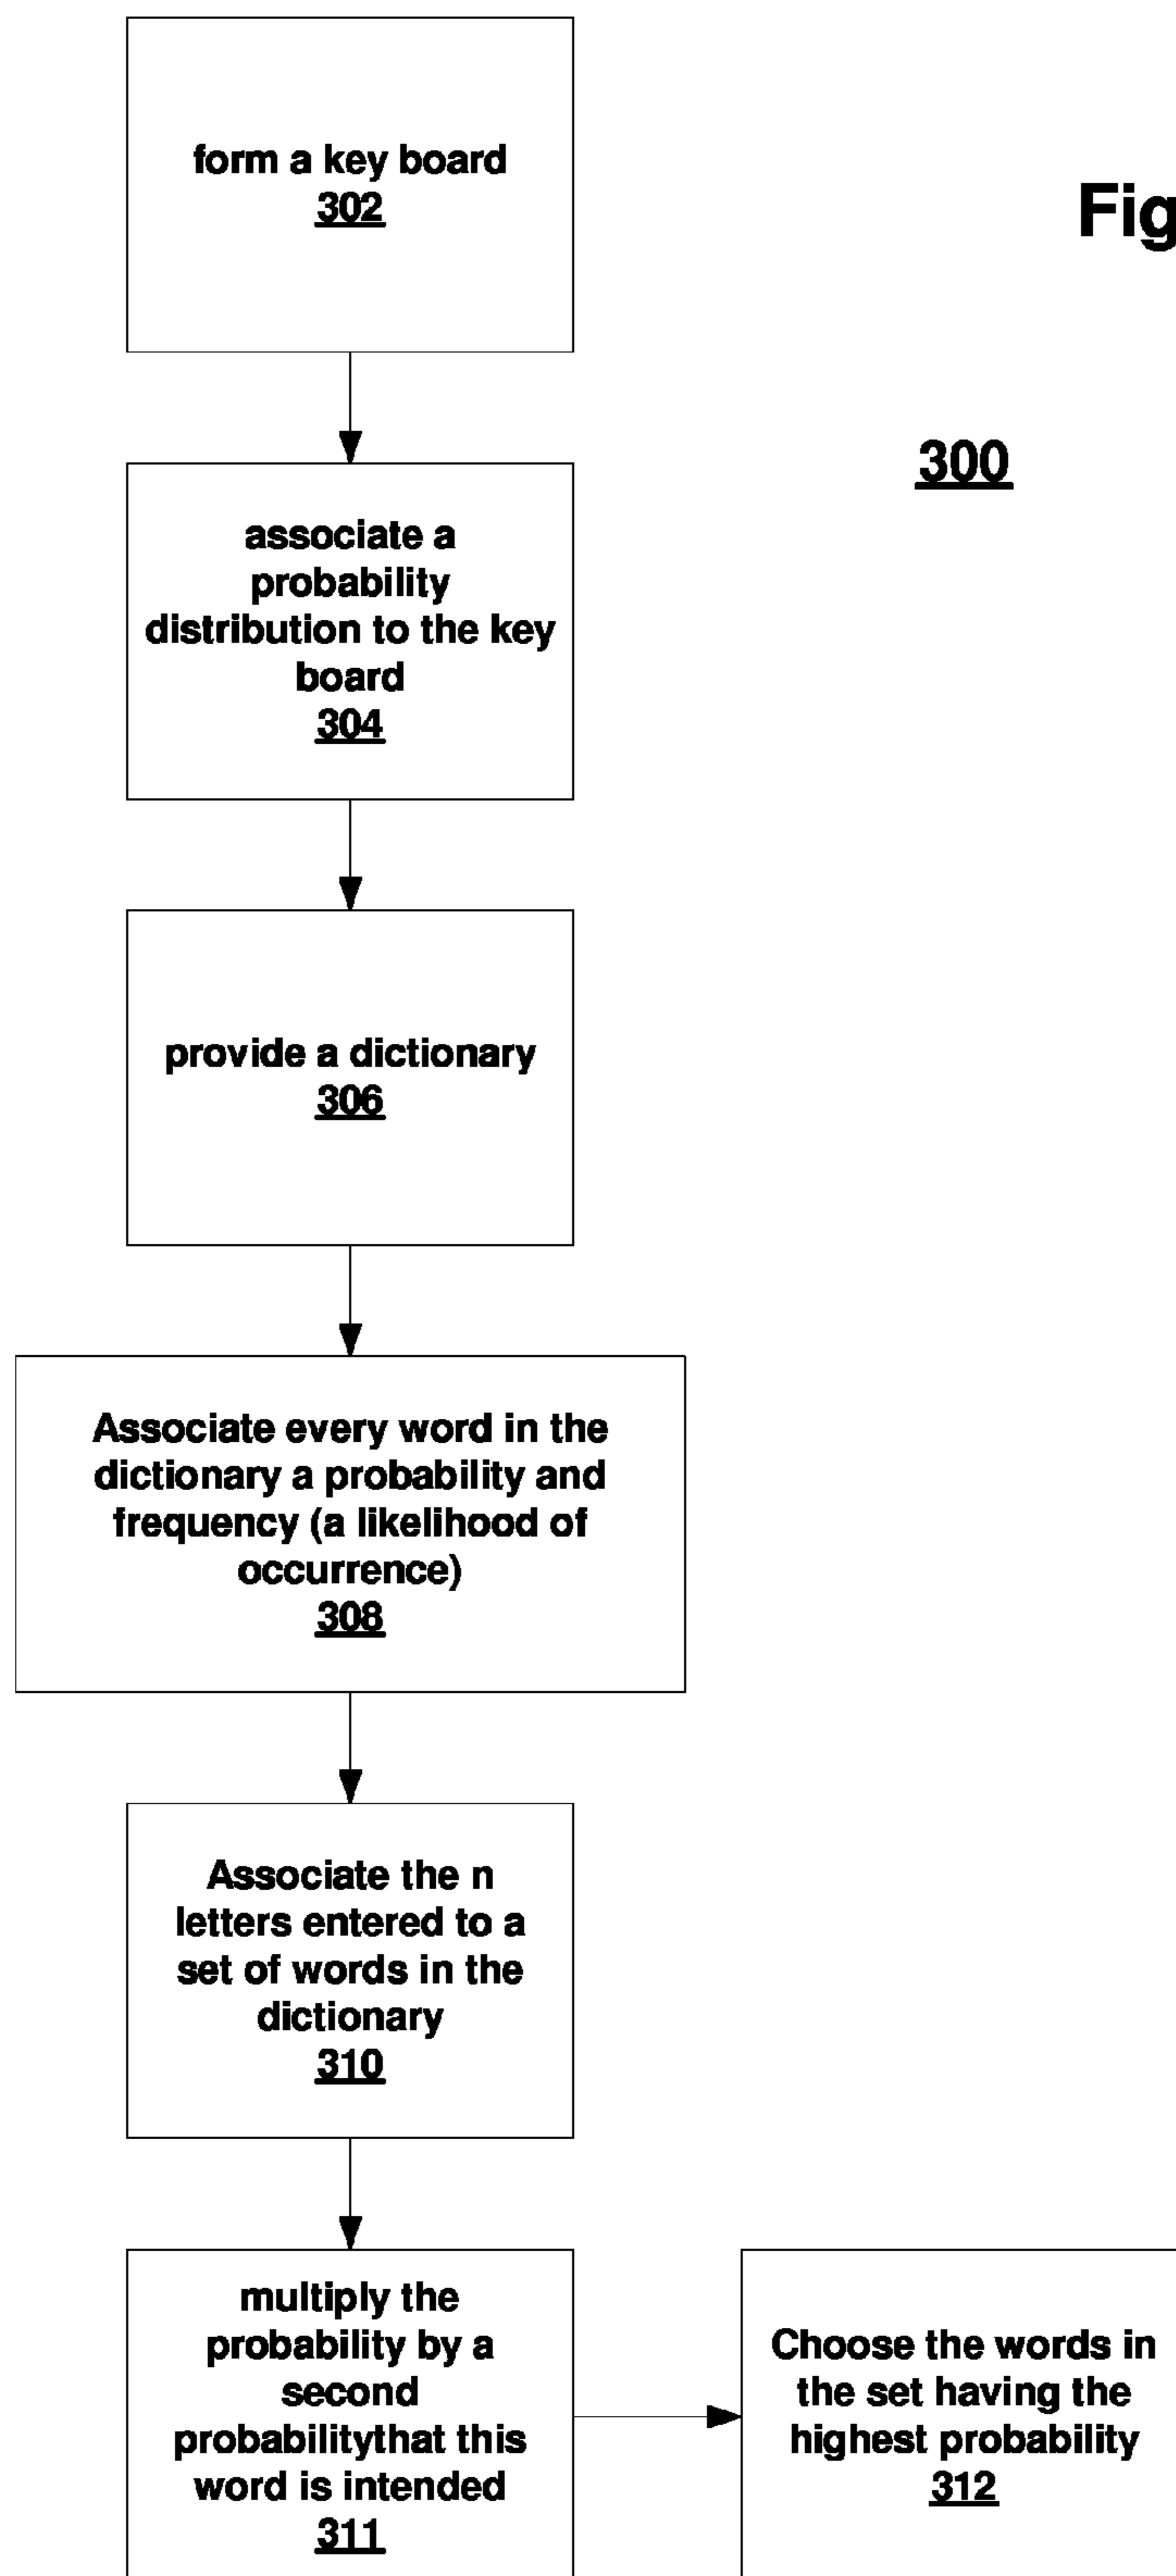 form a key board
302
Fig
300
associate a
probability
distribution to the key
board
304
provide a dictionary
306
Associate every word in the
dictionary a probability and
frequency (a likelihood of
occurrence)
308
Associate the n
letters entered to a
set of words in the
dictionary
310
multiply the
probability by a
second
probabilitythat this
word is intended
311
Choose the words in
the set having the
highest probability
312